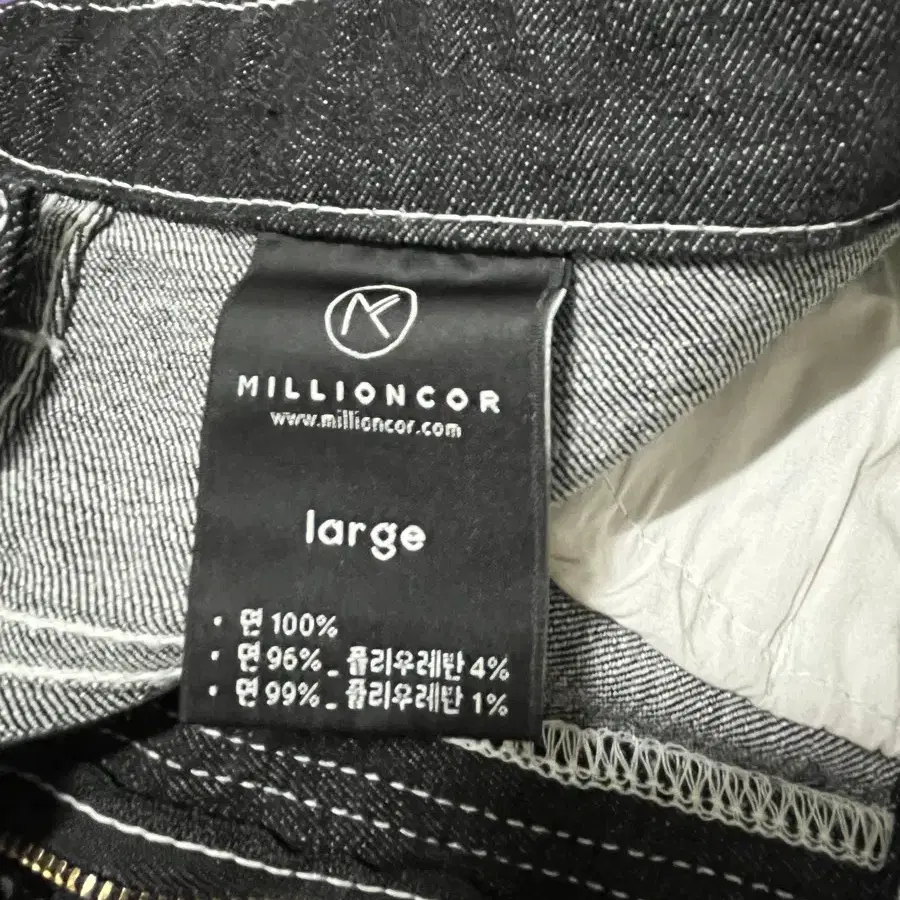 MILLIONCOR
www.millioncor.com
large
· 면 100%
· 면 96% - 폴리우레탄 4%
· 면 99% - 폴리우레탄 1%